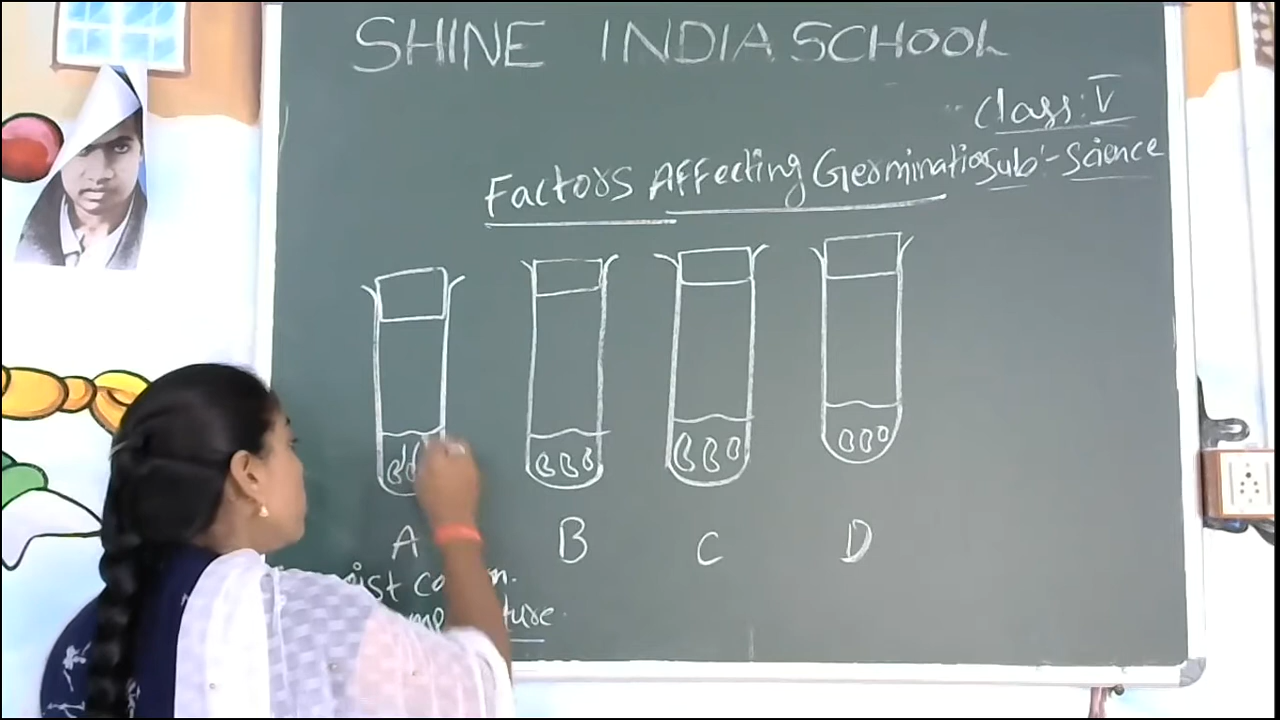 SHINE INDIA SCHOOL
Class: V
Factors Affecting Germination
Sub:- Science
A B C D